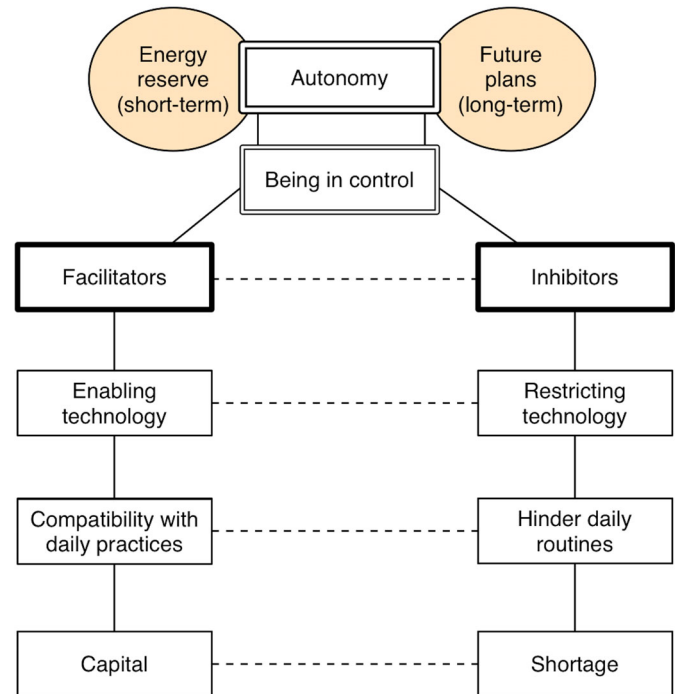 Energy
reserve
(short-term)
Autonomy
Future
plans
(long-term)
Being in control
Facilitators
Inhibitors
Enabling
technology
Restricting
technology
Compatibility with
daily practices
Hinder daily
routines
Capital
Shortage